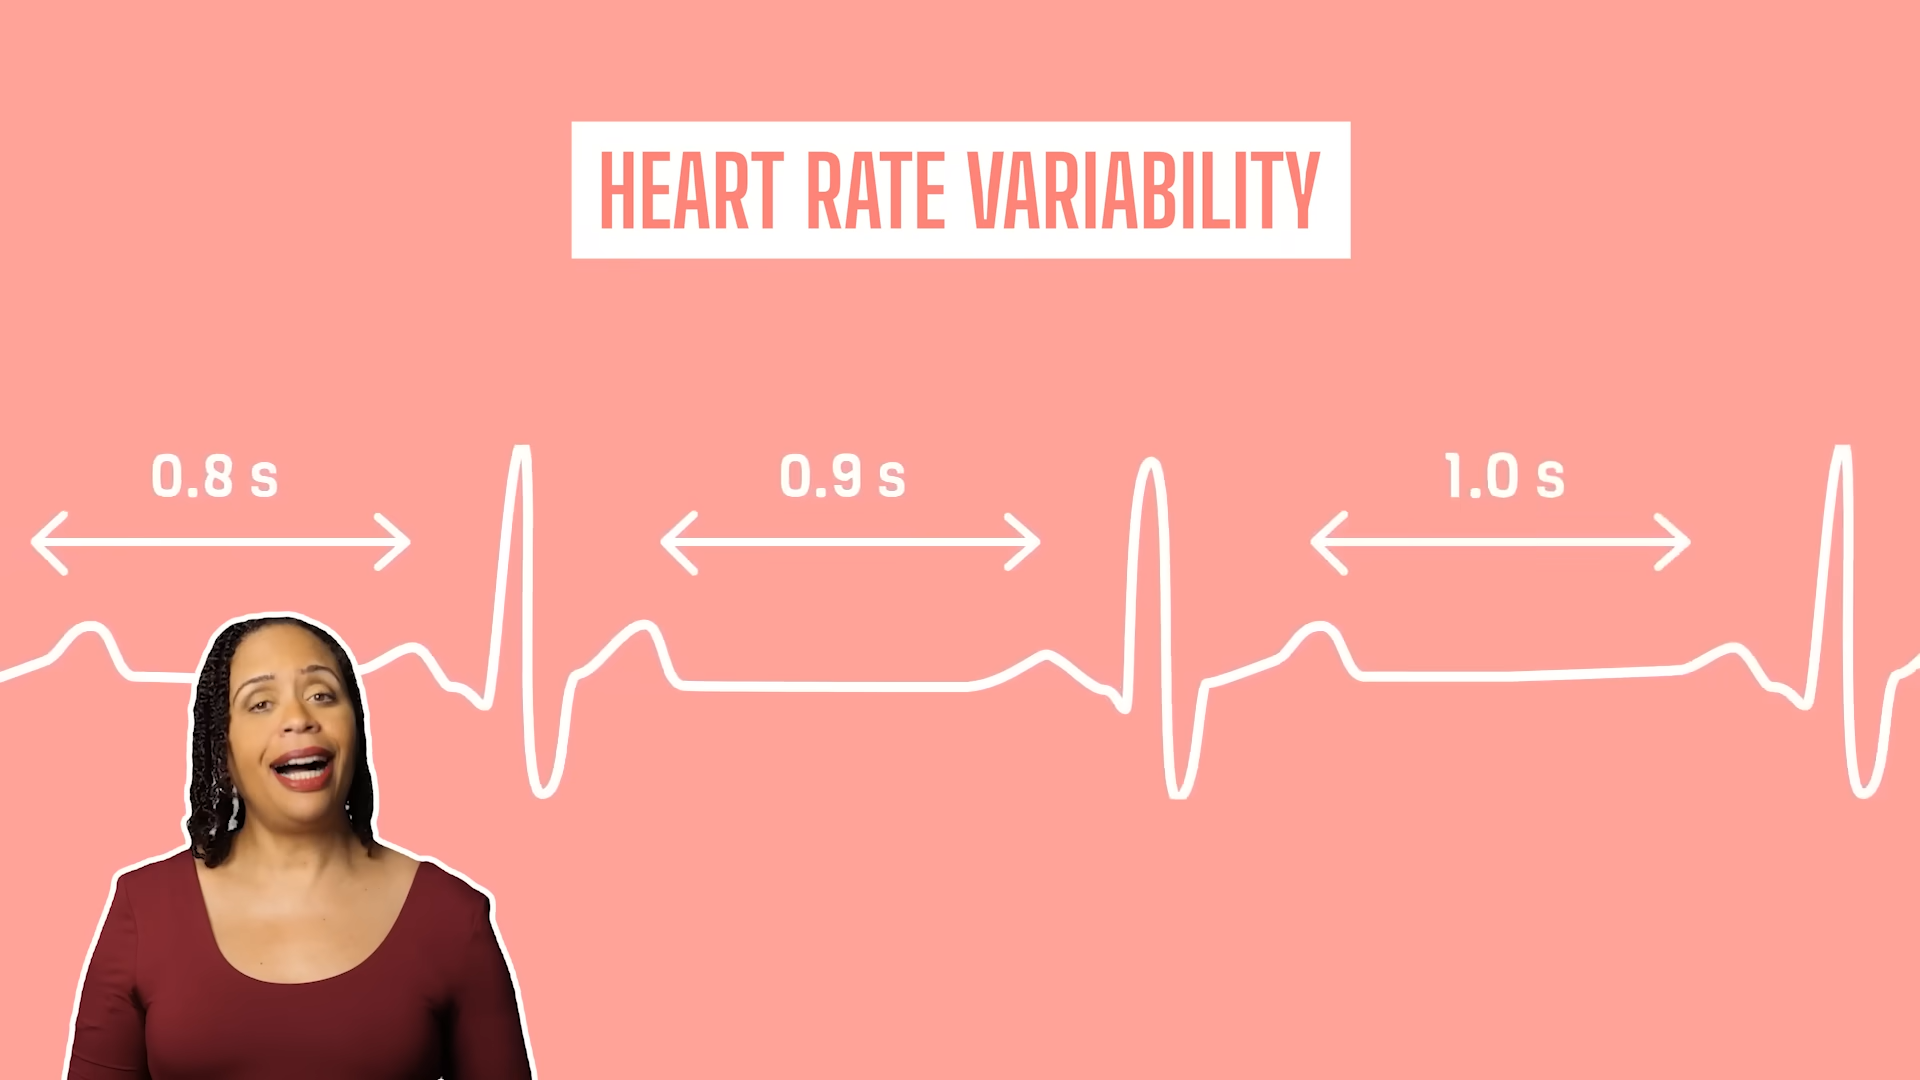 HEART RATE VARIABILITY
0.8 s
0.9 s
1.0 s